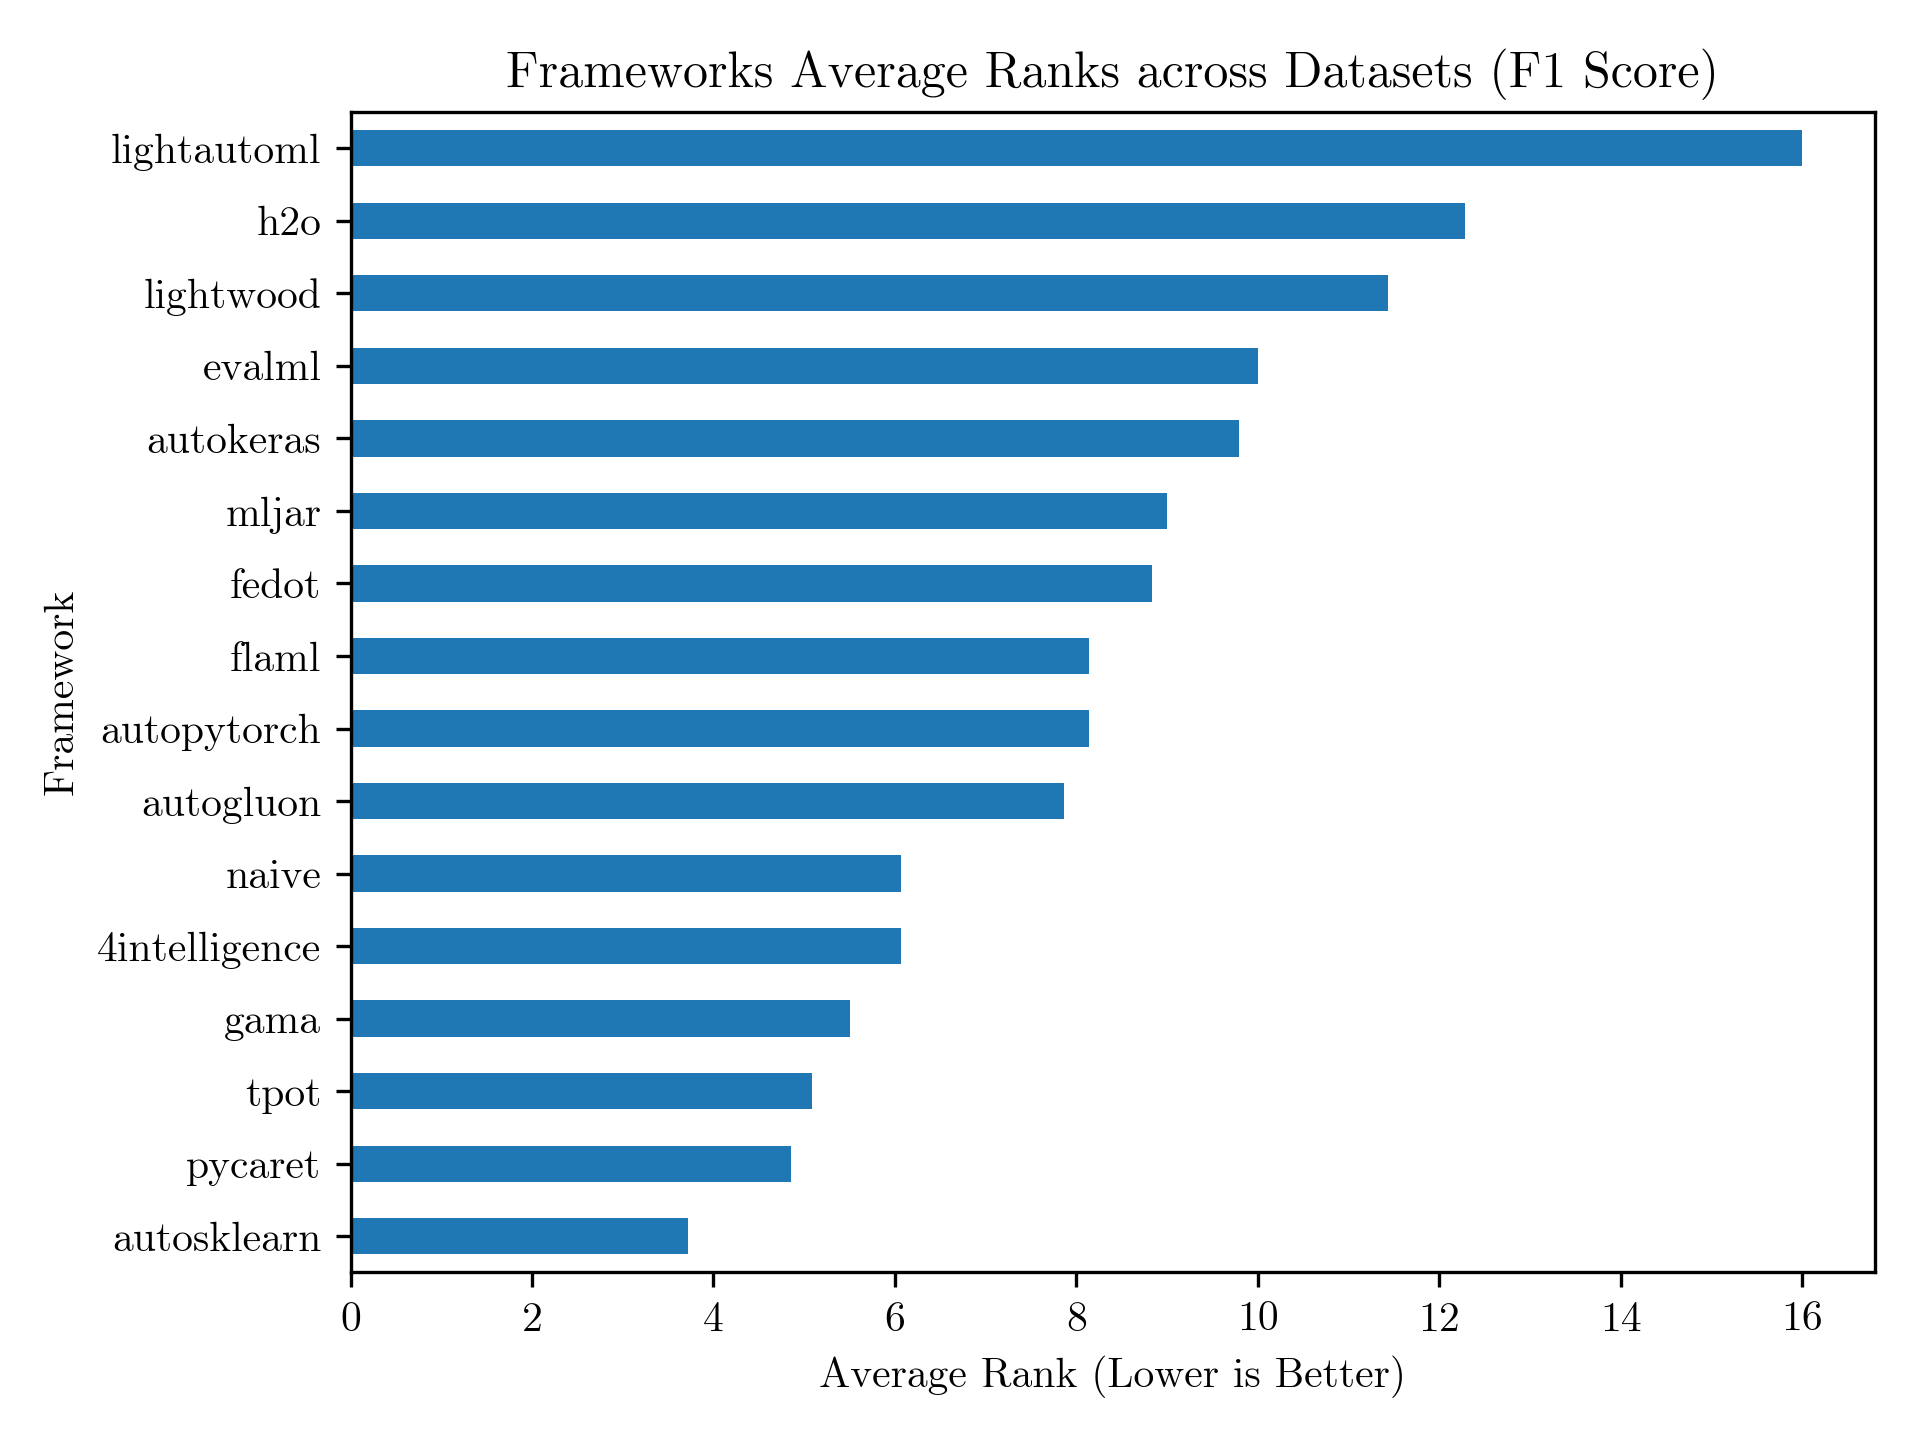 Frameworks Average Ranks across Datasets (F1 Score)
lightautoml
h2o
lightwood
evalml
autokeras
mljar
fedot
flaml
autopytorch
autogluon
naive
4intelligence
gama
tpot
pycaret
autosklearn
Framework
0 2 4 6 8 10 12 14 16
Average Rank (Lower is Better)